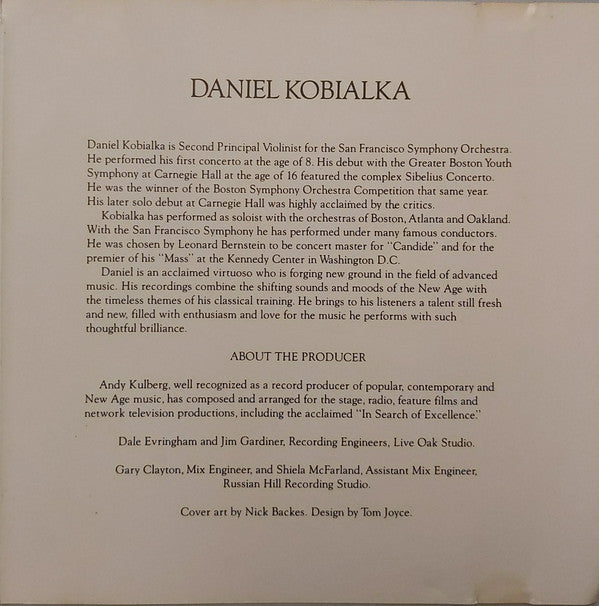 DANIEL KOBIALKA
Daniel Kobialka is Second Principal Violinist for the San Francisco Symphony Orchestra.
He performed his first concerto at the age of 8. His debut with the Greater Boston Youth
Symphony at Carnegie Hall at the age of 16 featured the complex Sibelius Concerto.
He was the winner of the Boston Symphony Orchestra Competition that same year.
His later solo debut at Carnegie Hall was highly acclaimed by the critics.
Kobialka has performed as soloist with the orchestras of Boston, Atlanta and Oakland.
With the San Francisco Symphony he has performed under many famous conductors.
He was chosen by Leonard Bernstein to be concert master for "Candide" and for the
premier of his "Mass" at the Kennedy Center in Washington D.C.
Daniel is an acclaimed virtuoso who is forging new ground in the field of advanced
music. His recordings combine the shifting sounds and moods of the New Age with
the timeless themes of his classical training. He brings to his listeners a talent still fresh
and new, filled with enthusiasm and love for the music he performs with such
thoughtful brilliance.
ABOUT THE PRODUCER
Andy Kulberg, well recognized as a record producer of popular, contemporary and
New Age music, has composed and arranged for the stage, radio, feature films and
network television productions, including the acclaimed "In Search of Excellence."
Dale Evringham and Jim Gardiner, Recording Engineers, Live Oak Studio.
Gary Clayton, Mix Engineer, and Shiela McFarland, Assistant Mix Engineer,
Russian Hill Recording Studio.
Cover art by Nick Backes. Design by Tom Joyce.